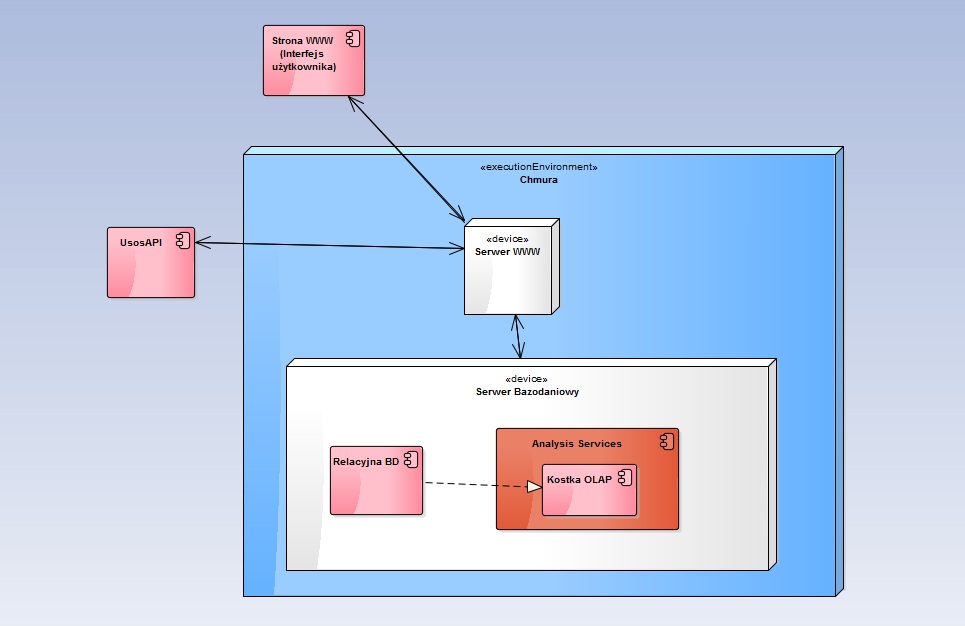 Strona WWW
(Interfejs
użytkownika)
«executionEnvironment»
Chmura
UsosAPI
«device»
Serwer WWW
«device»
Serwer Bazodaniowy
Relacyjna BD
Analysis Services
Kostka OLAP